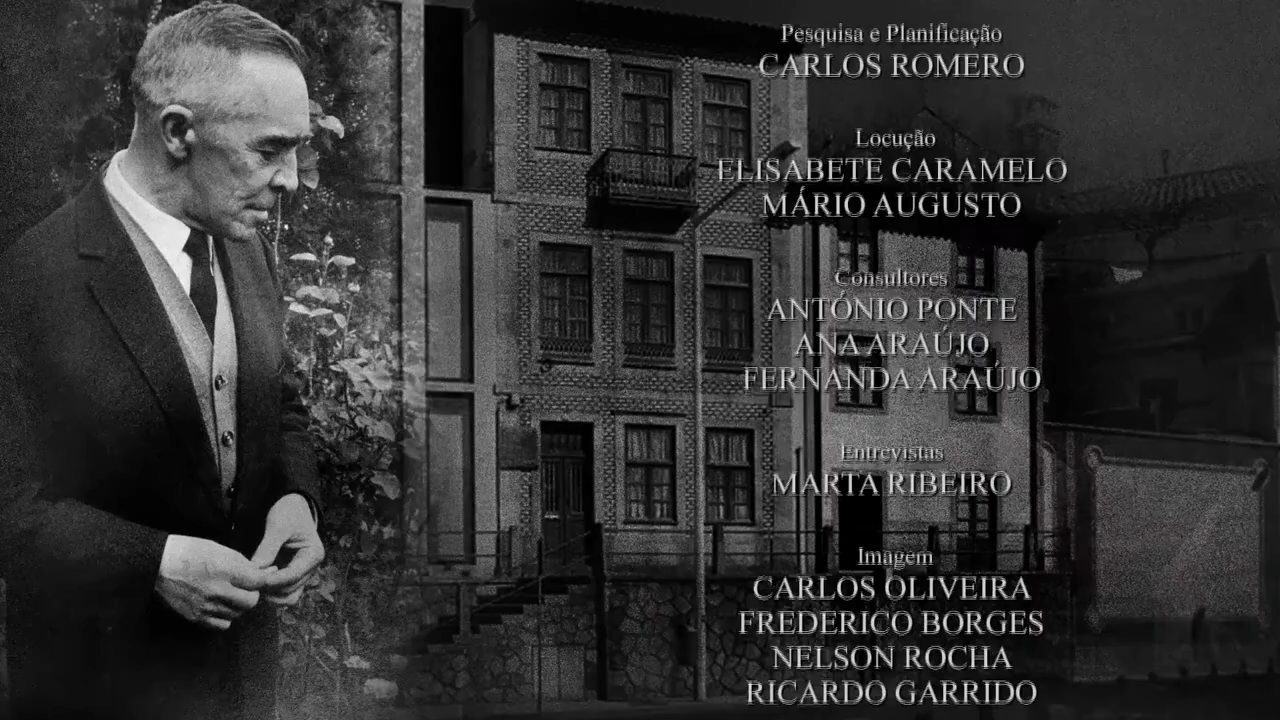 Pesquisa e Planificação
CARLOS ROMERO
Locução
ELISABETE CARAMELO
MÁRIO AUGUSTO
Consultores
ANTÓNIO PONTE
ANA ARAÚJO
FERNANDA ARAÚJO
Entrevistas
MARTA RIBEIRO
Imagem
CARLOS OLIVEIRA
FREDERICO BORGES
NELSON ROCHA
RICARDO GARRIDO